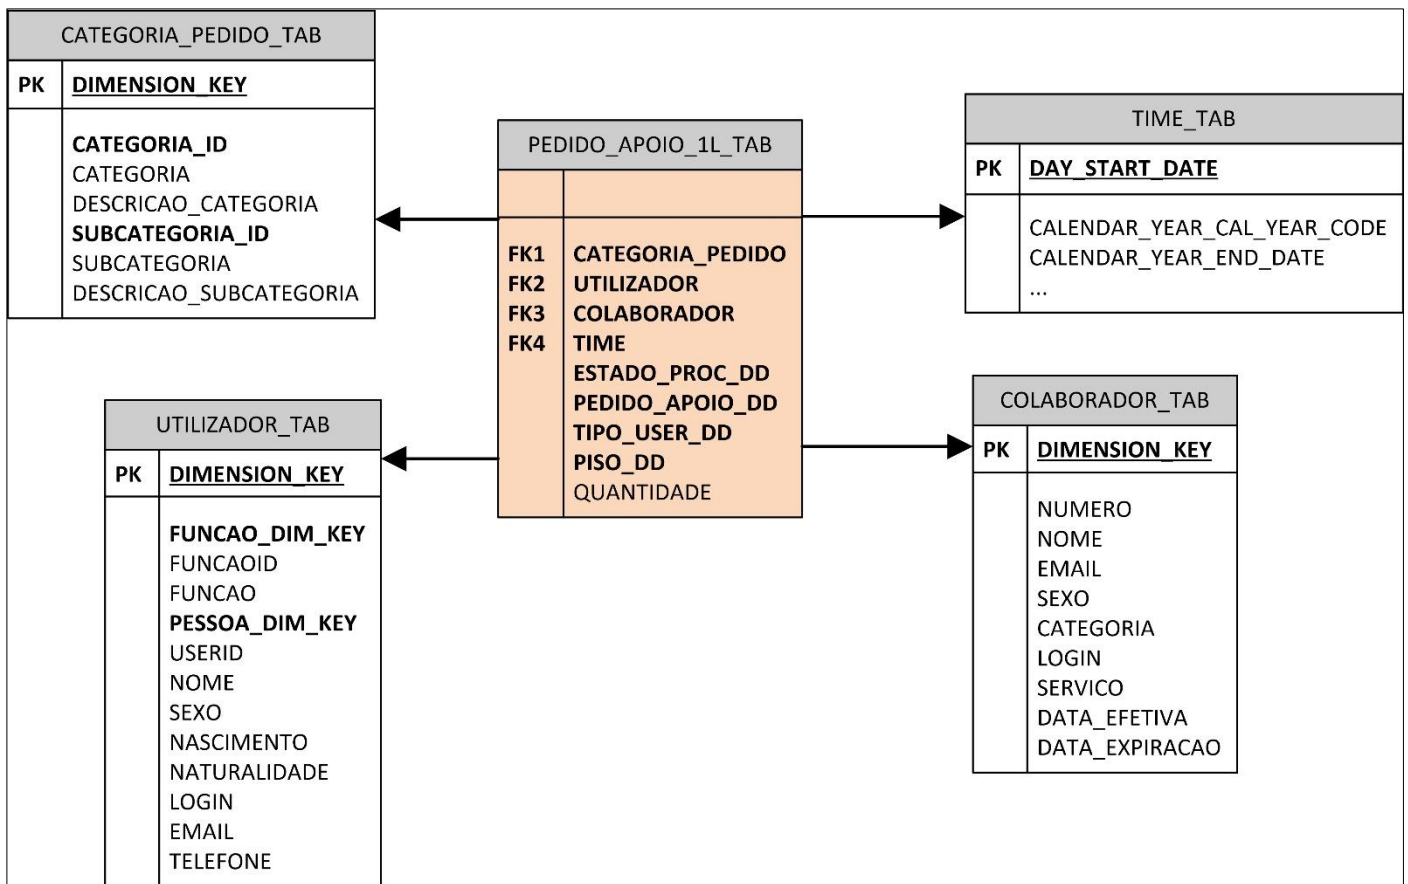 CATEGORIA_PEDIDO_TAB
PK DIMENSION_KEY
CATEGORIA_ID
CATEGORIA
DESCRICAO_CATEGORIA
SUBCATEGORIA_ID
SUBCATEGORIA
DESCRICAO_SUBCATEGORIA
PEDIDO_APOIO_1L_TAB
FK1 CATEGORIA_PEDIDO
FK2 UTILIZADOR
FK3 COLABORADOR
FK4 TIME
ESTADO_PROC_DD
PEDIDO_APOIO_DD
TIPO_USER_DD
PISO_DD
QUANTIDADE
TIME_TAB
PK DAY_START_DATE
CALENDAR_YEAR_CAL_YEAR_CODE
CALENDAR_YEAR_END_DATE
...
UTILIZADOR_TAB
PK DIMENSION_KEY
FUNCAO_DIM_KEY
FUNCAOID
FUNCAO
PESSOA_DIM_KEY
USERID
NOME
SEXO
NASCIMENTO
NATURALIDADE
LOGIN
EMAIL
TELEFONE
COLABORADOR_TAB
PK DIMENSION_KEY
NUMERO
NOME
EMAIL
SEXO
CATEGORIA
LOGIN
SERVICO
DATA_EFETIVA
DATA_EXPIRACAO